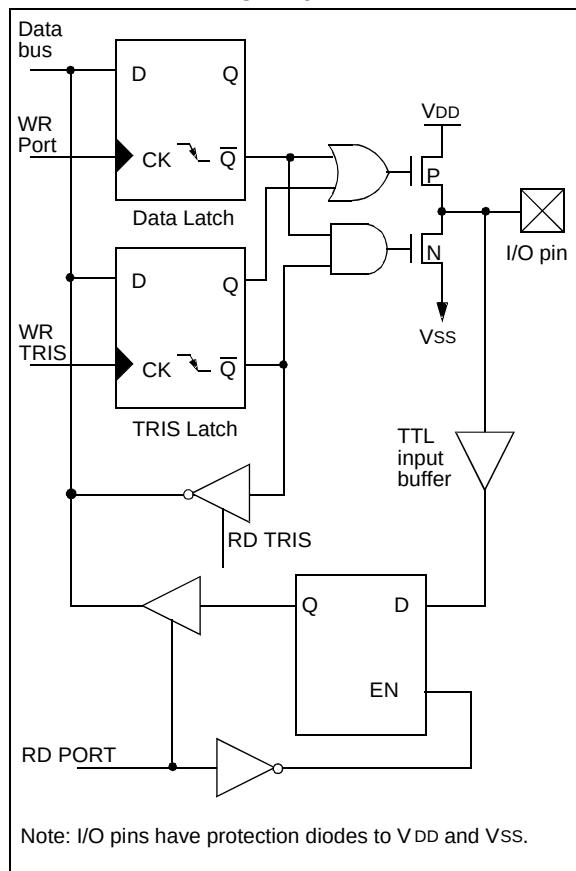 Data
bus
D
Q
WR
Port
CK
Q
VDD
P
Data Latch
I/O pin
N
D
Q
VSS
WR
TRIS
CK
Q
TRIS Latch
TTL
input
buffer
RD TRIS
Q
D
EN
RD PORT
Note: I/O pins have protection diodes to VDD and VSS.